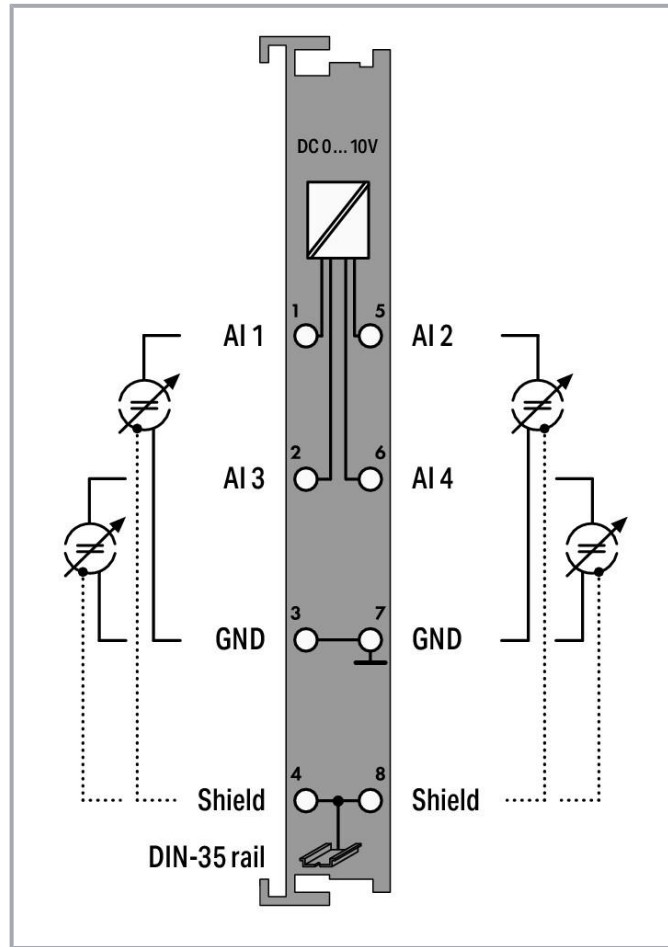 DC 0... 10V
1 5
AI 1 AI 2
2 6
AI 3 AI 4
3 7
GND GND
4 8
Shield Shield
DIN-35 rail